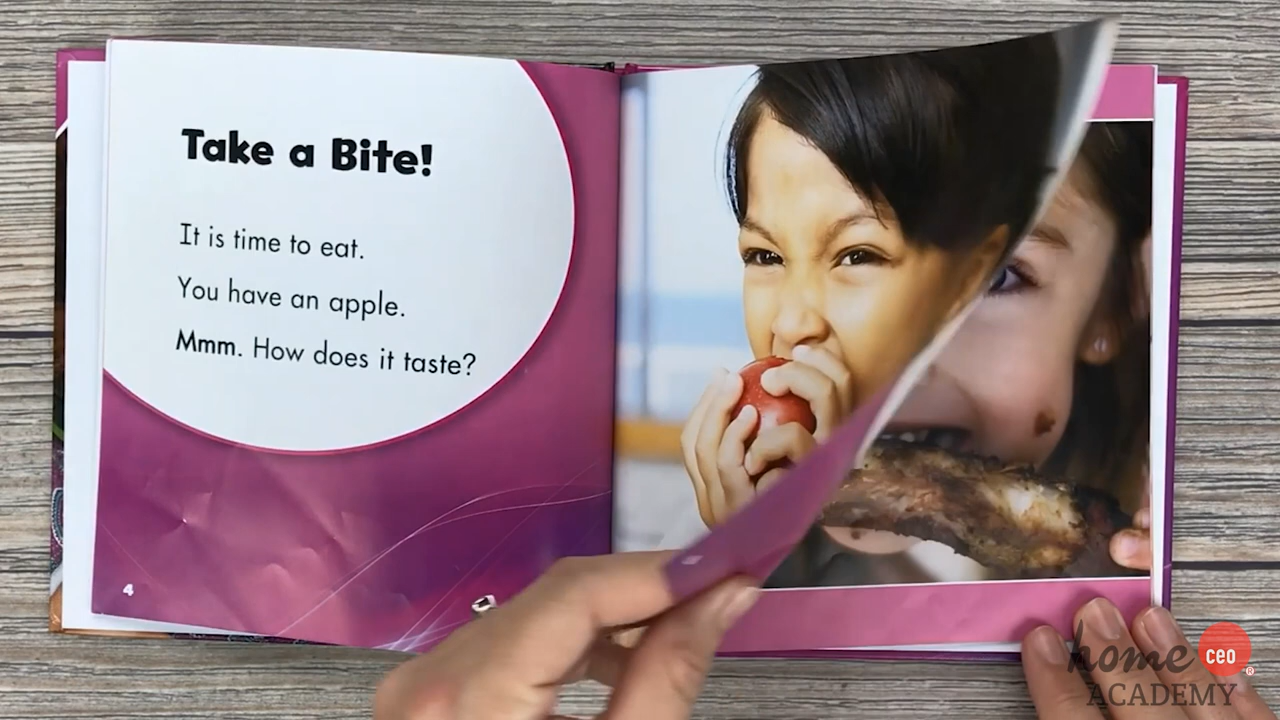 Take a Bite!
It is time to eat.
You have an apple.
Mmm. How does it taste?
4
home ceo
ACADEMY